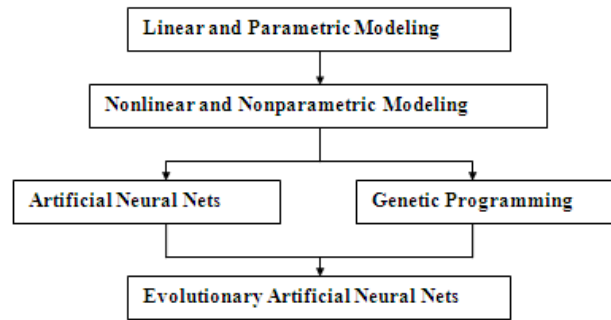 Linear and Parametric Modeling
Nonlinear and Nonparametric Modeling
Artificial Neural Nets
Genetic Programming
Evolutionary Artificial Neural Nets